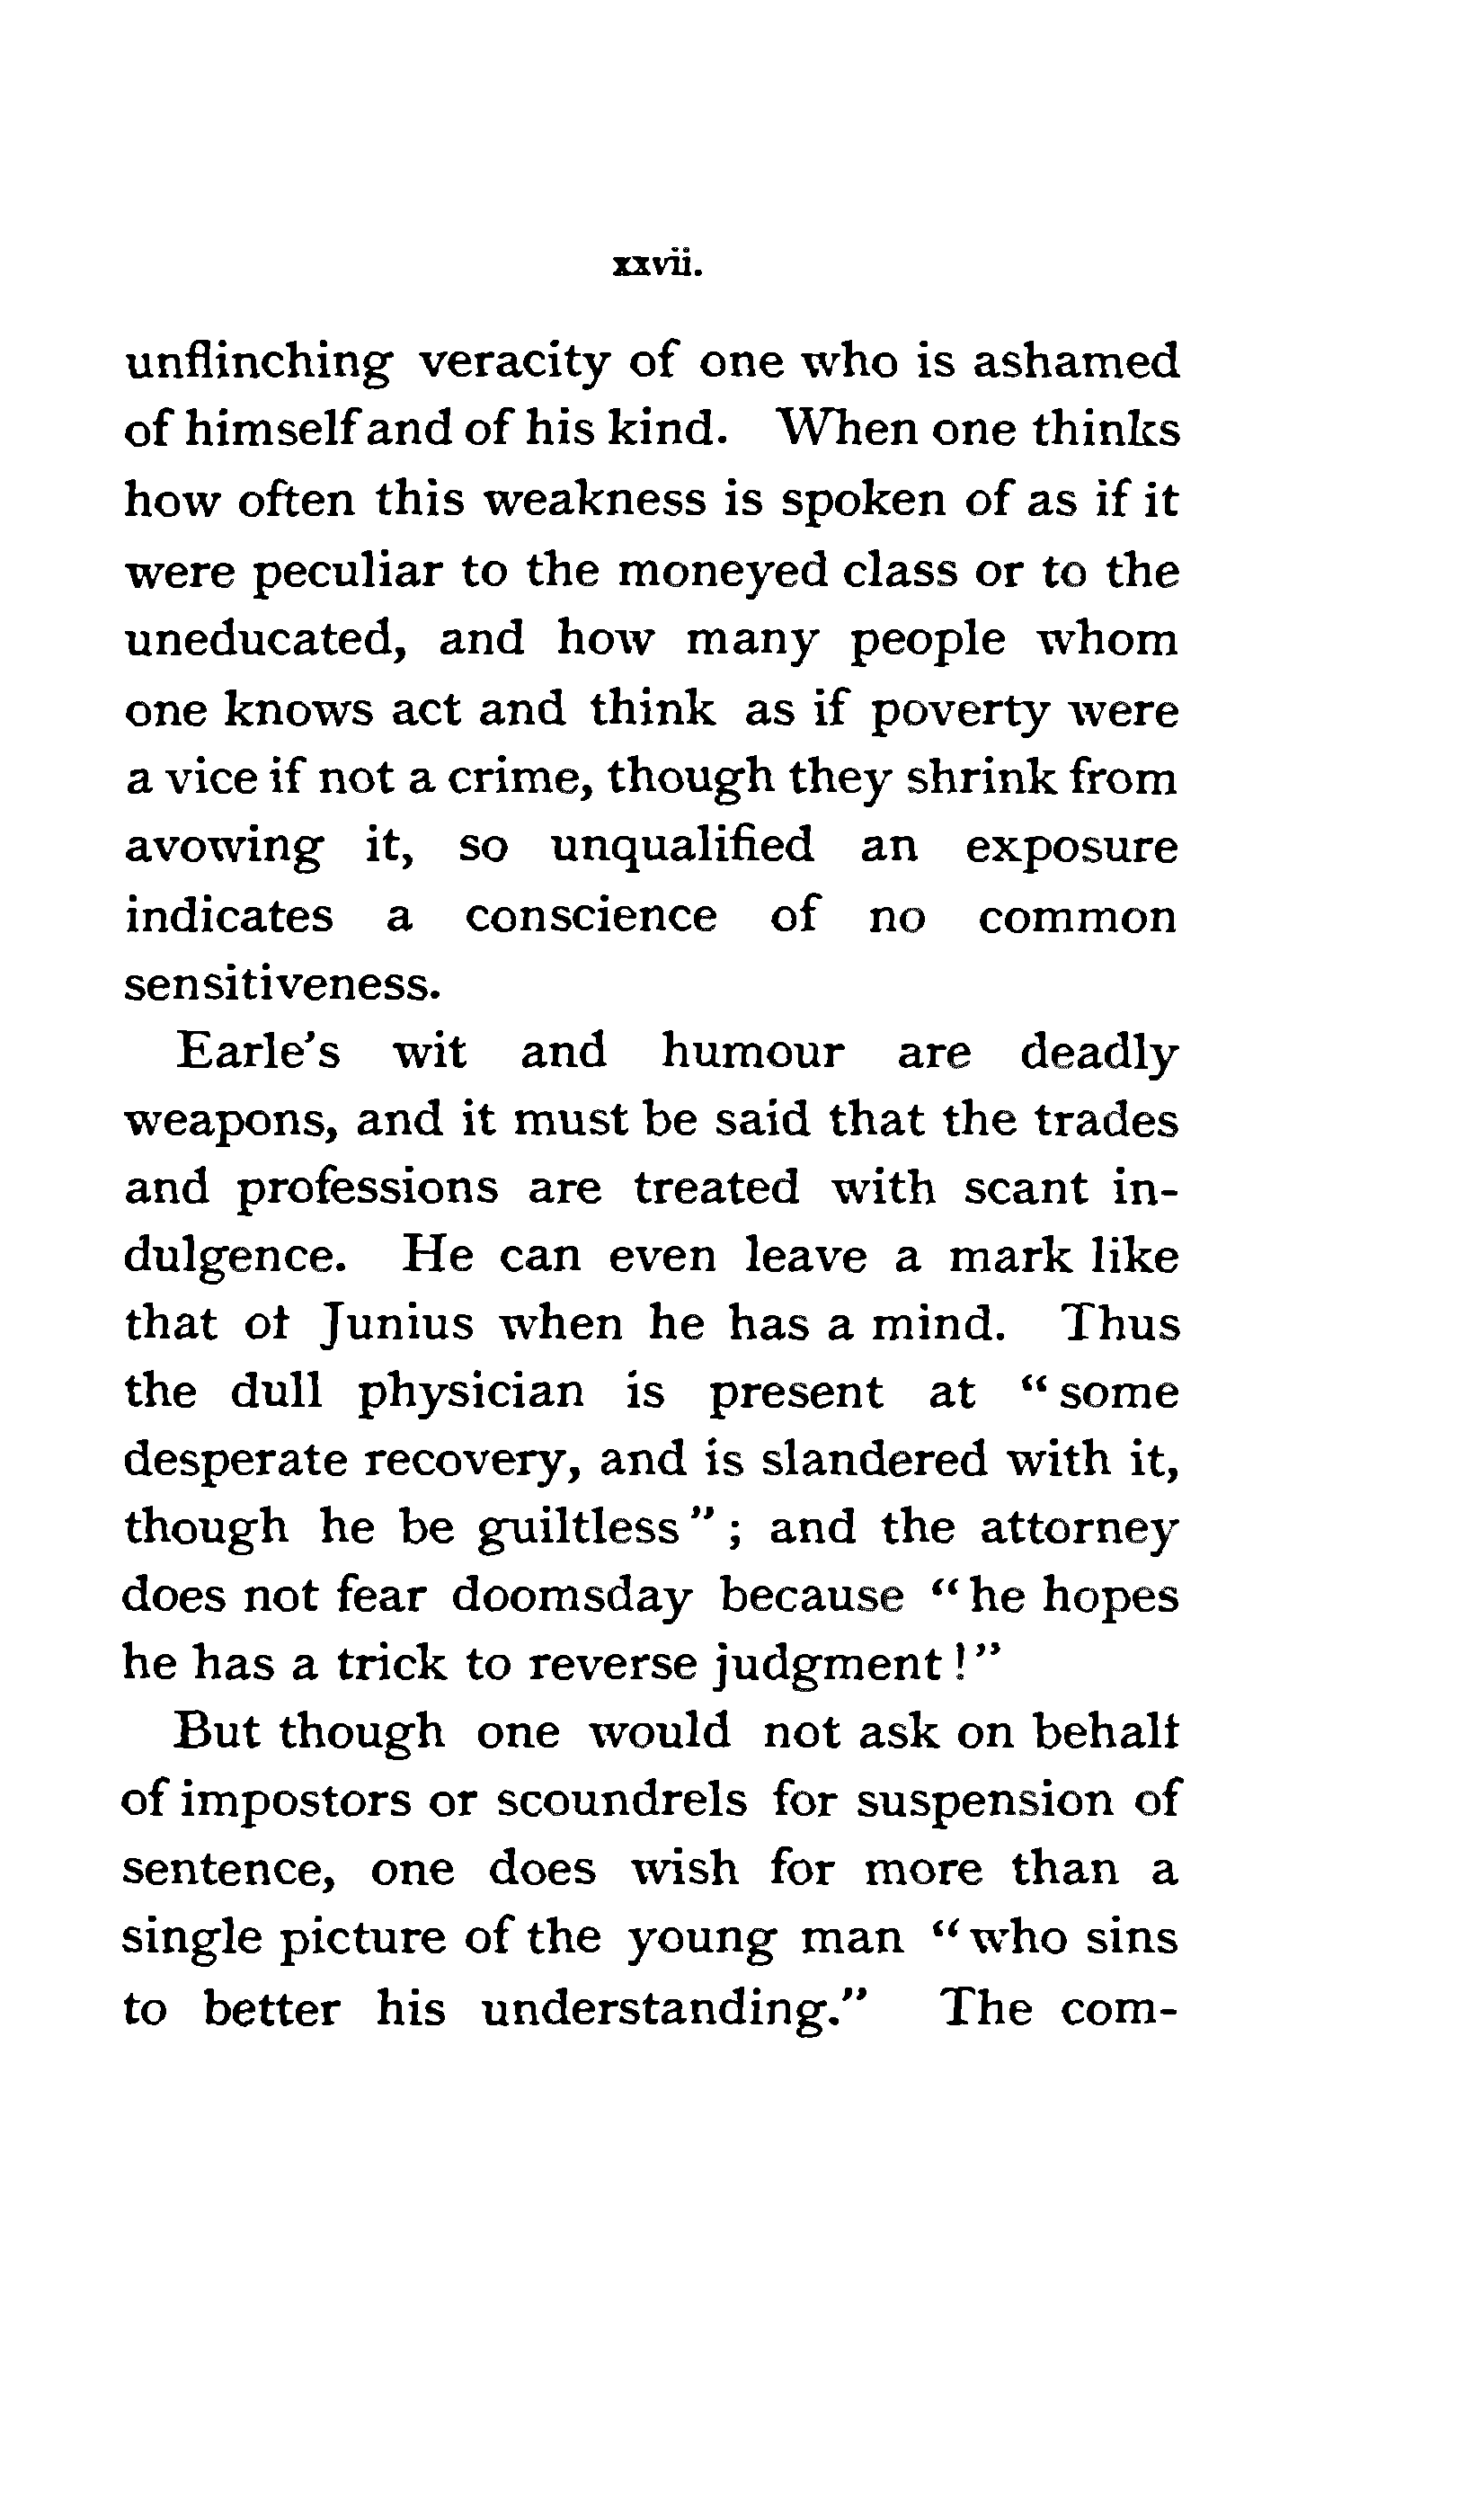 xxvii.
unflinching veracity of one who is ashamed
of himself and of his kind. When one thinks
how often this weakness is spoken of as if it
were peculiar to the moneyed class or to the
uneducated, and how many people whom
one knows act and think as if poverty were
a vice if not a crime, though they shrink from
avowing it, so unqualified an exposure
indicates a conscience of no common
sensitiveness.
Earle's wit and humour are deadly
weapons, and it must be said that the trades
and professions are treated with scant in-
dulgence. He can even leave a mark like
that of Junius when he has a mind. Thus
the dull physician is present at “some
desperate recovery, and is slandered with it,
though he be guiltless”; and the attorney
does not fear doomsday because “he hopes
he has a trick to reverse judgment!”
But though one would not ask on behalf
of impostors or scoundrels for suspension of
sentence, one does wish for more than a
single picture of the young man “who sins
to better his understanding.” The com-